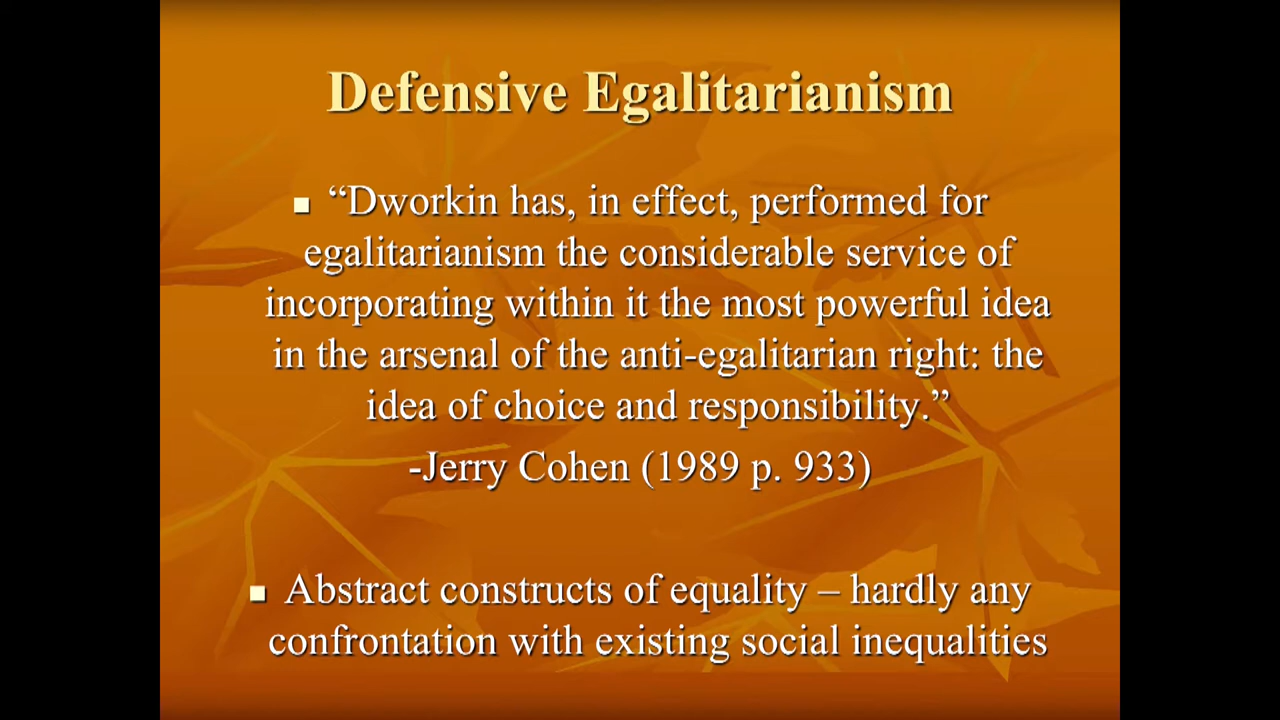 Defensive Egalitarianism
■ “Dworkin has, in effect, performed for
egalitarianism the considerable service of
incorporating within it the most powerful idea
in the arsenal of the anti-egalitarian right: the
idea of choice and responsibility.”
-Jerry Cohen (1989 p. 933)
■ Abstract constructs of equality – hardly any
confrontation with existing social inequalities